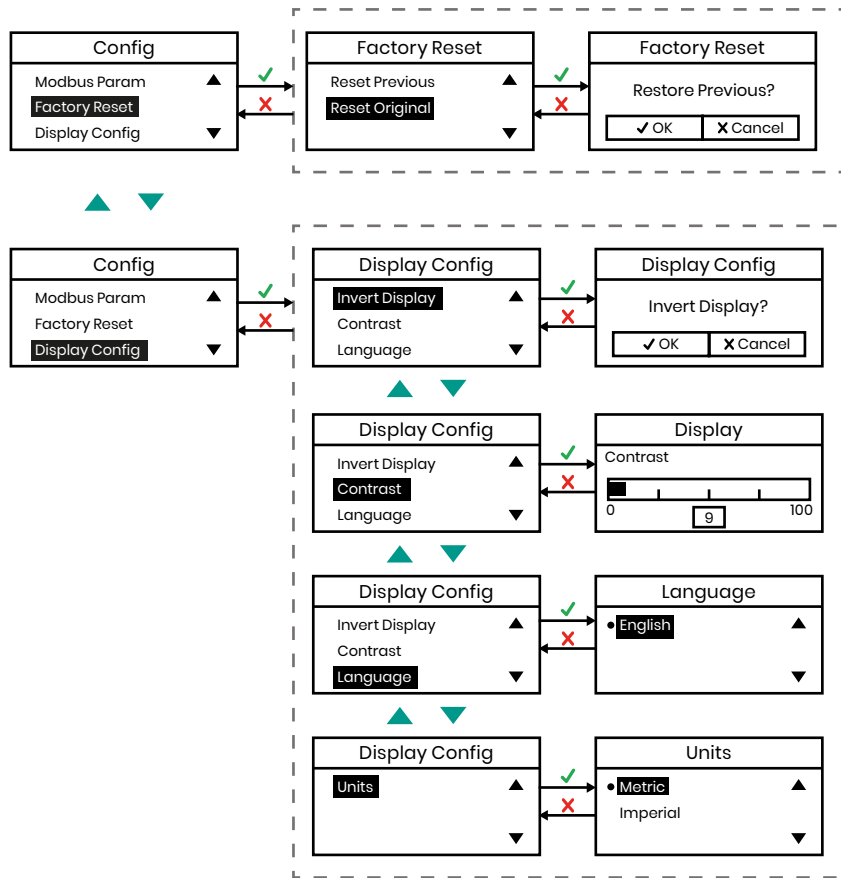 Config
Modbus Param
Factory Reset
Display Config
Factory Reset
Reset Previous
Reset Original
Factory Reset
Restore Previous?
✓ OK
✗ Cancel
Config
Modbus Param
Factory Reset
Display Config
Display Config
Invert Display
Contrast
Language
Display Config
Invert Display?
✓ OK
✗ Cancel
Display Config
Invert Display
Contrast
Language
Display
Contrast
0
9
100
Display Config
Invert Display
Contrast
Language
Language
• English
Display Config
Units
Units
• Metric
Imperial